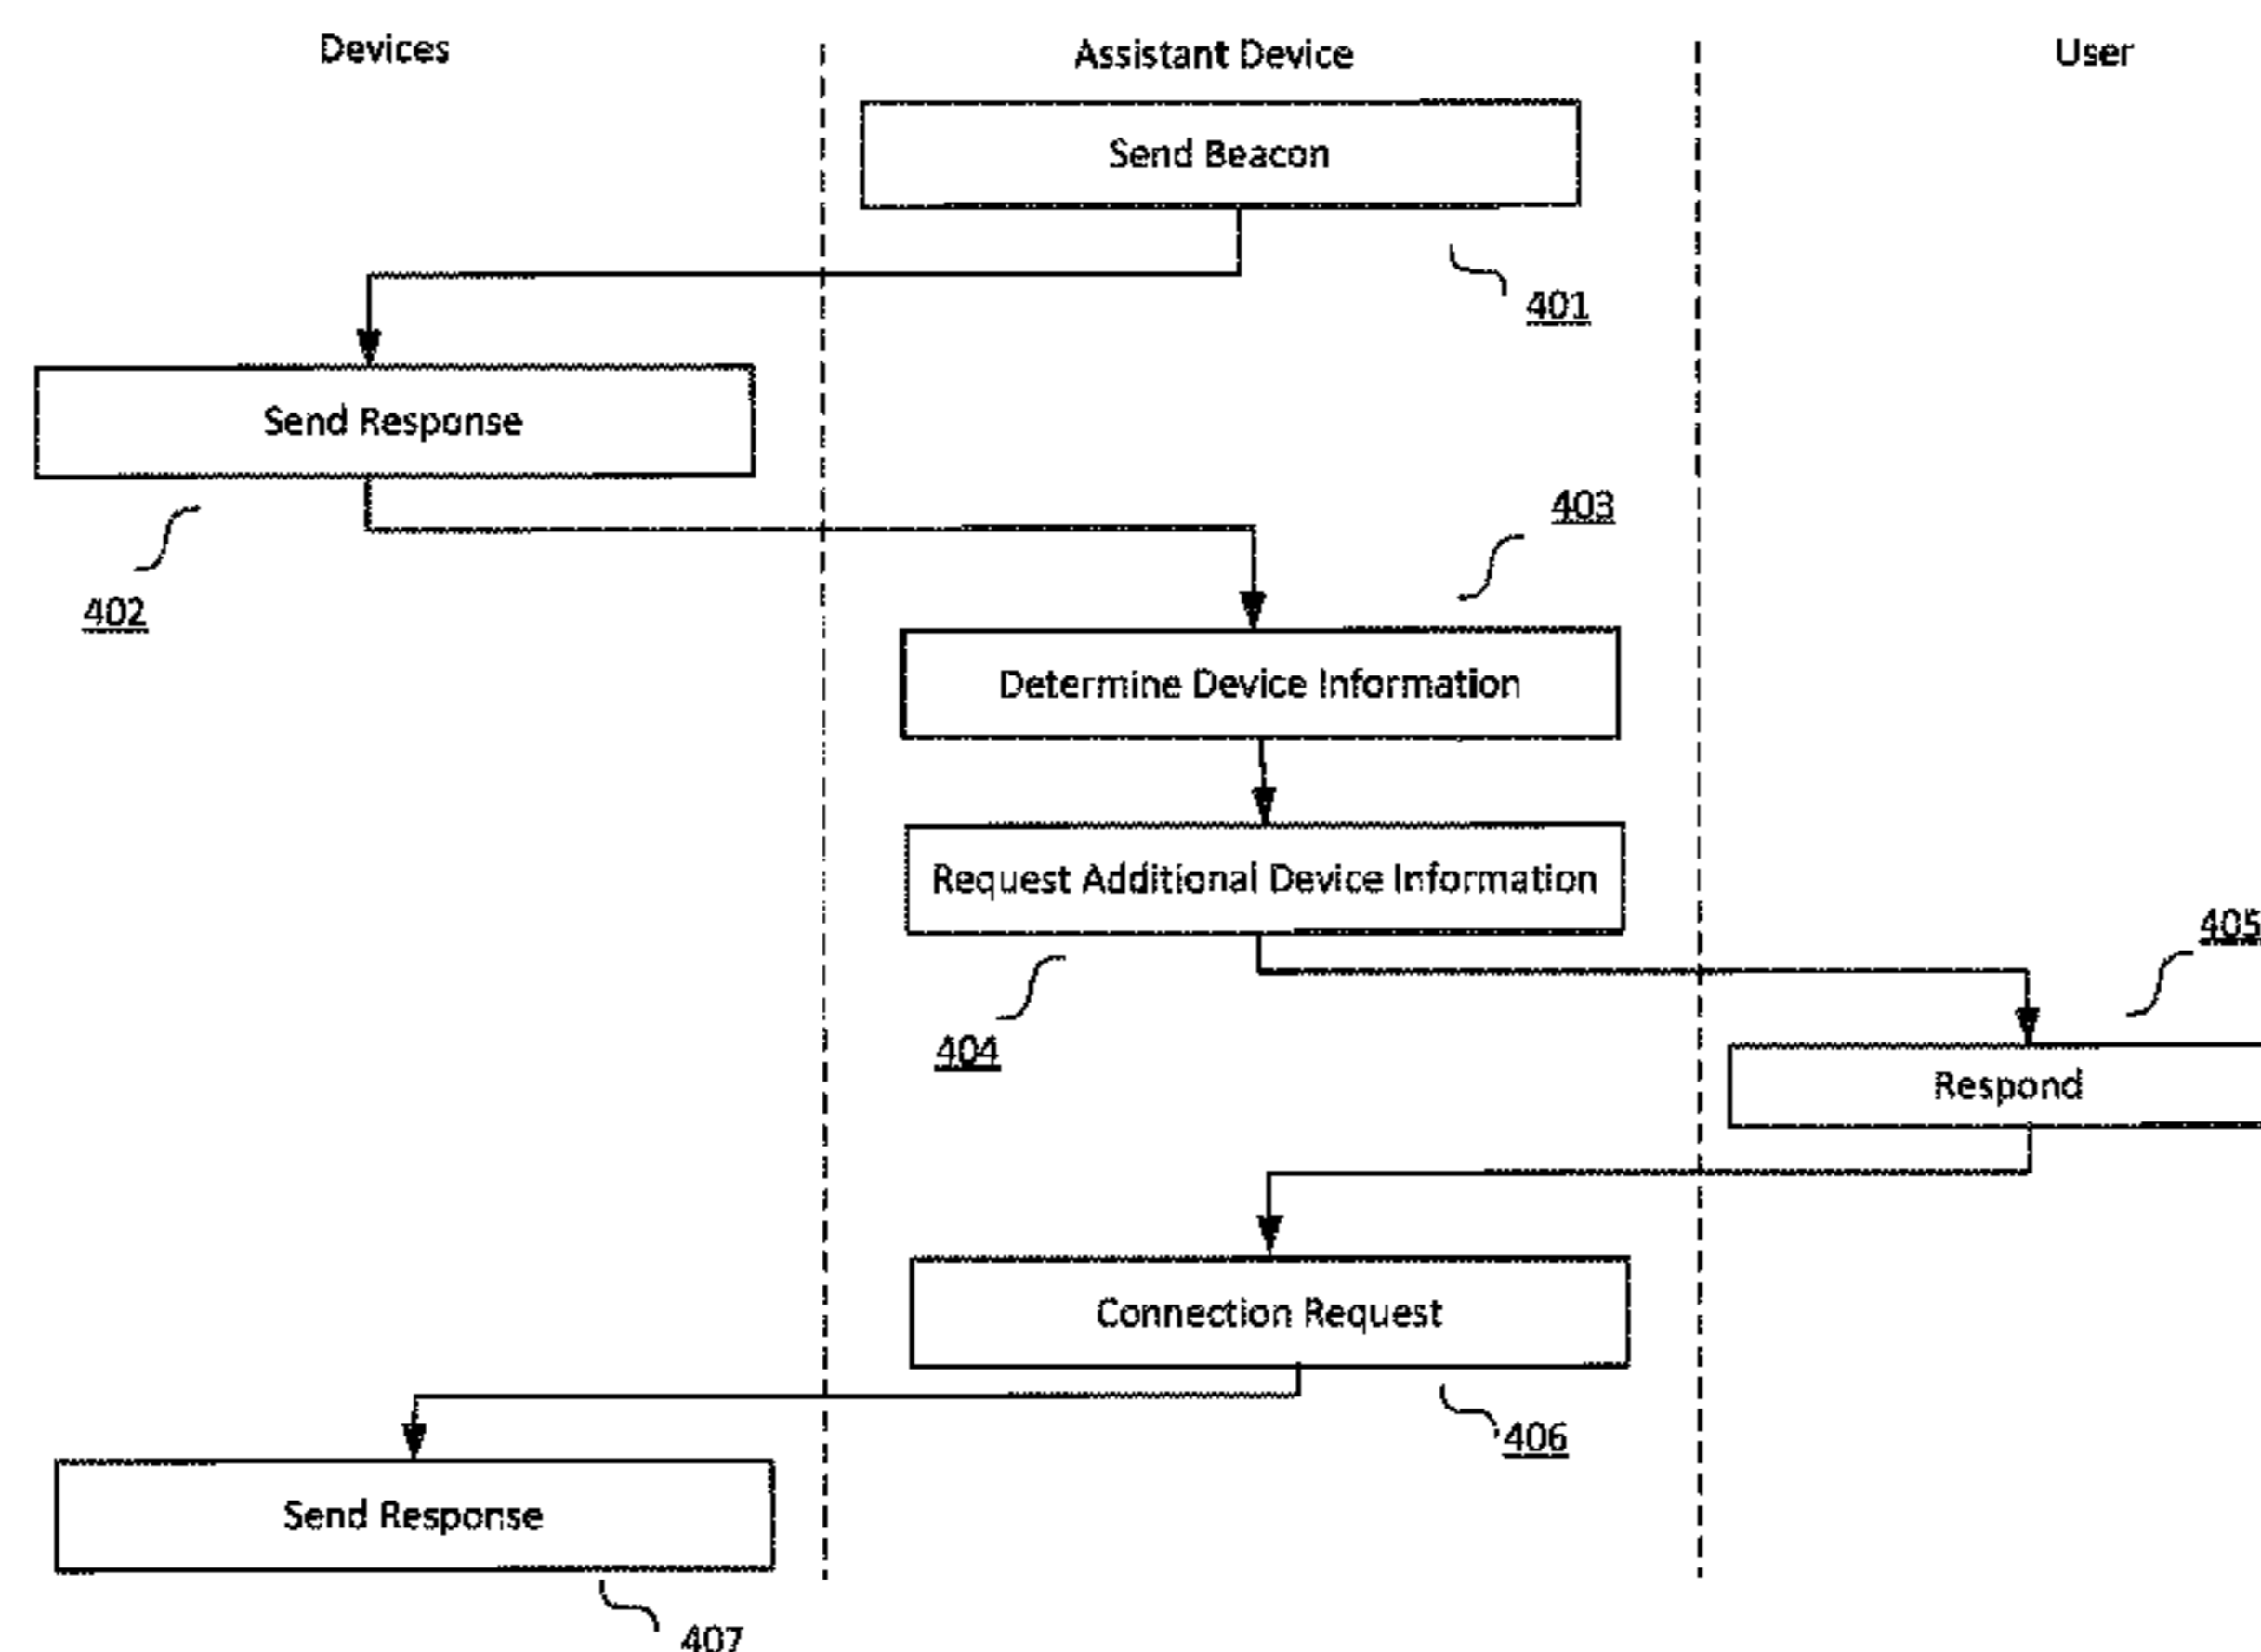 Devices
Assistant Device
User
Send Beacon
401
Send Response
402
403
Determine Device Information
Request Additional Device Information
404
405
Respond
Connection Request
406
Send Response
407